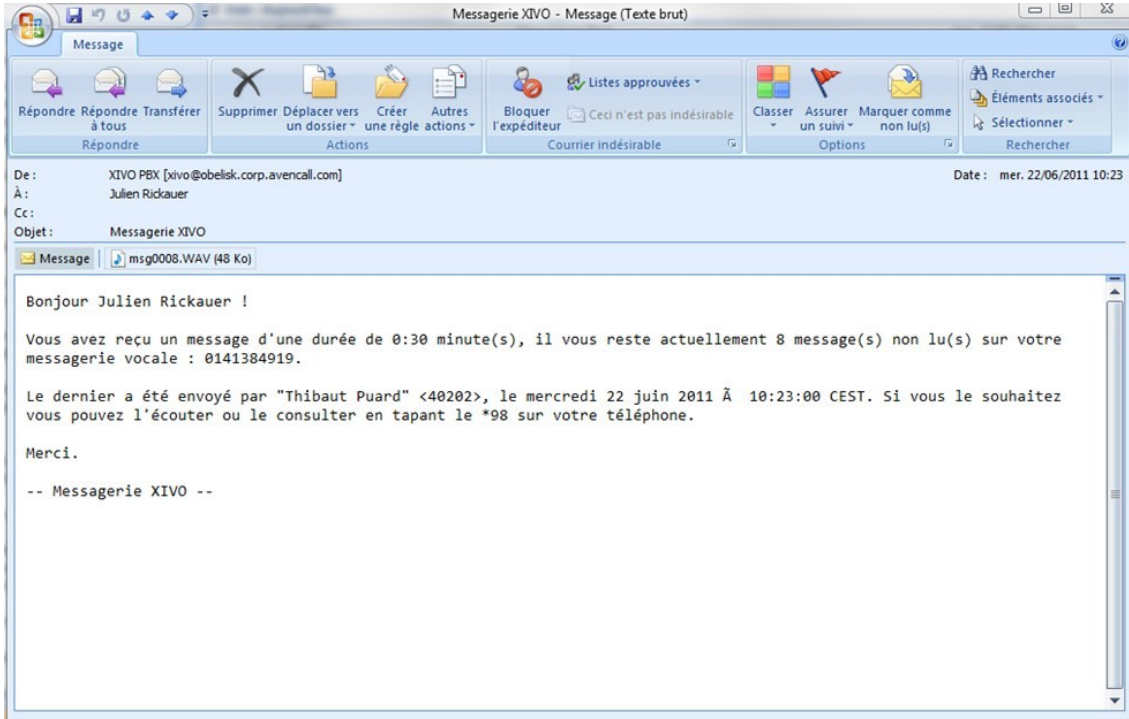 Messagerie XIVO - Message (Texte brut)
Message
Répondre Répondre à tous Transférer
Supprimer Déplacer vers un dossier Créer une règle Autres actions
Bloquer l'expéditeur Listes approuvées Ceci n'est pas indésirable
Classer Assurer un suivi Marquer comme non lu(s)
Rechercher
Éléments associés
Sélectionner
Répondre Actions Courrier indésirable Options Rechercher
De : XIVO PBX [xivo@obelisk.corp.avencall.com] Date : mer. 22/06/2011 10:23
À : Julien Rickauer
Cc :
Objet : Messagerie XIVO
Message msg0008.WAV (48 Ko)
Bonjour Julien Rickauer !
Vous avez reçu un message d'une durée de 0:30 minute(s), il vous reste actuellement 8 message(s) non lu(s) sur votre
messagerie vocale : 0141384919.
Le dernier a été envoyé par "Thibaut Puard" <40202>, le mercredi 22 juin 2011 Ã  10:23:00 CEST. Si vous le souhaitez
vous pouvez l'écouter ou le consulter en tapant le *98 sur votre téléphone.
Merci.
-- Messagerie XIVO --